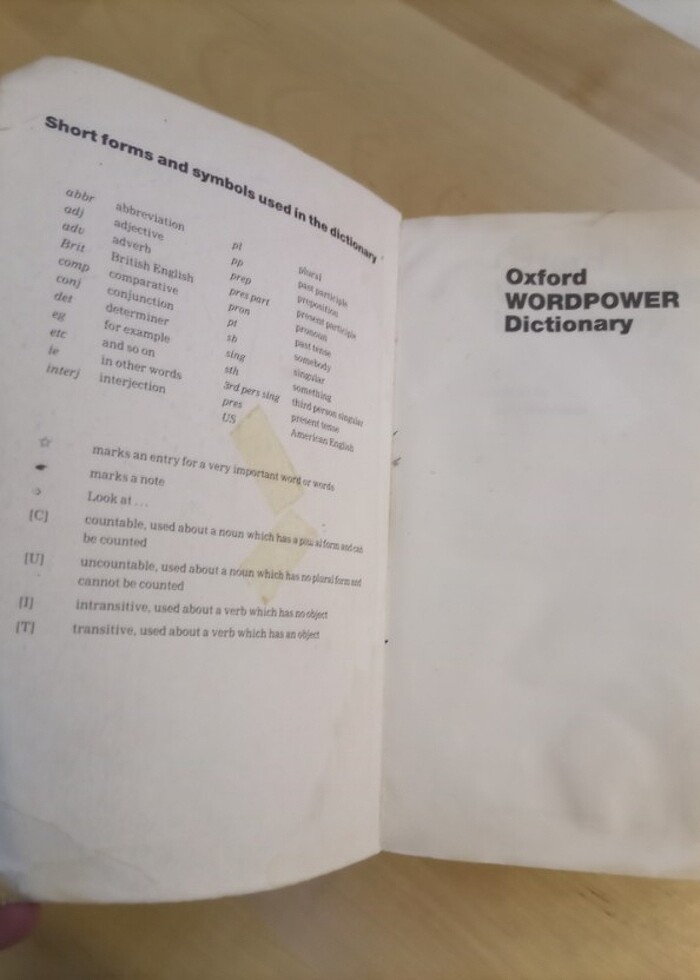 Short forms and symbols used in the dictionary
abbr abbreviation
adj adjective
adv adverb
Brit British English
comp comparative
conj conjunction
det determiner
eg for example
etc and so on
ie in other words
interj interjection
pl plural
pp past participle
prep preposition
pres part present participle
pron pronoun
pt past tense
sb somebody
sing singular
sth something
3rd pers sing third person singular
pres present tense
US American English
☆ marks an entry for a very important word or words
☛ marks a note
Look at ...
[C] countable, used about a noun which has a plural form and can
be counted
[U] uncountable, used about a noun which has no plural form and
cannot be counted
[I] intransitive, used about a verb which has no object
[T] transitive, used about a verb which has an object
Oxford
WORDPOWER
Dictionary